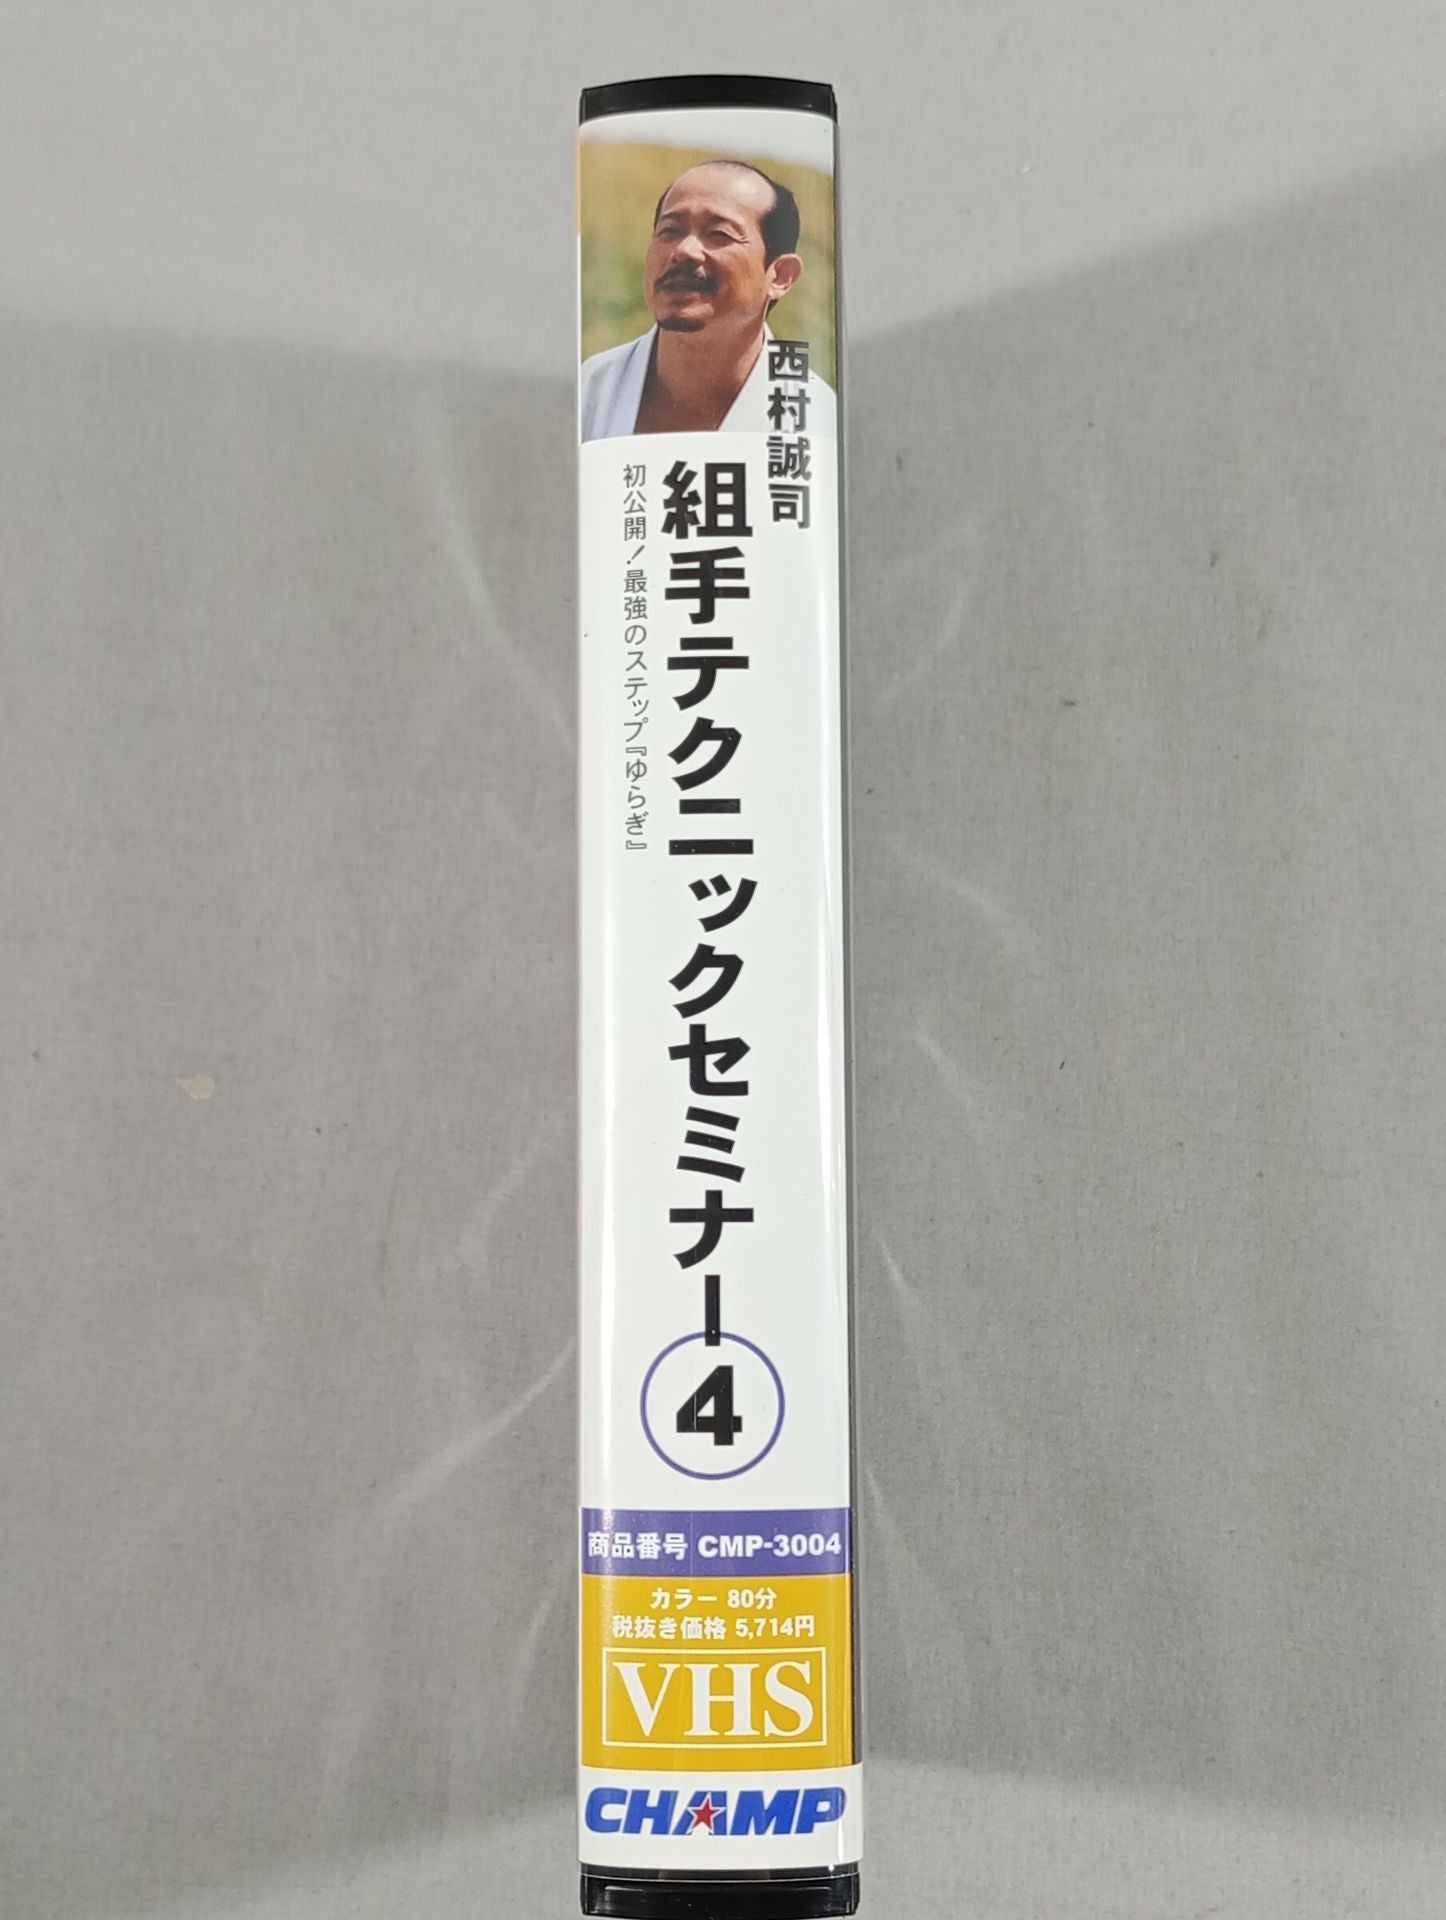 西村誠司
組手テクニックセミナー4
初公開！最強のステップ『ゆらぎ』
商品番号 CMP-3004
カラー 80分
税抜き価格 5,714円
VHS
CHAMP